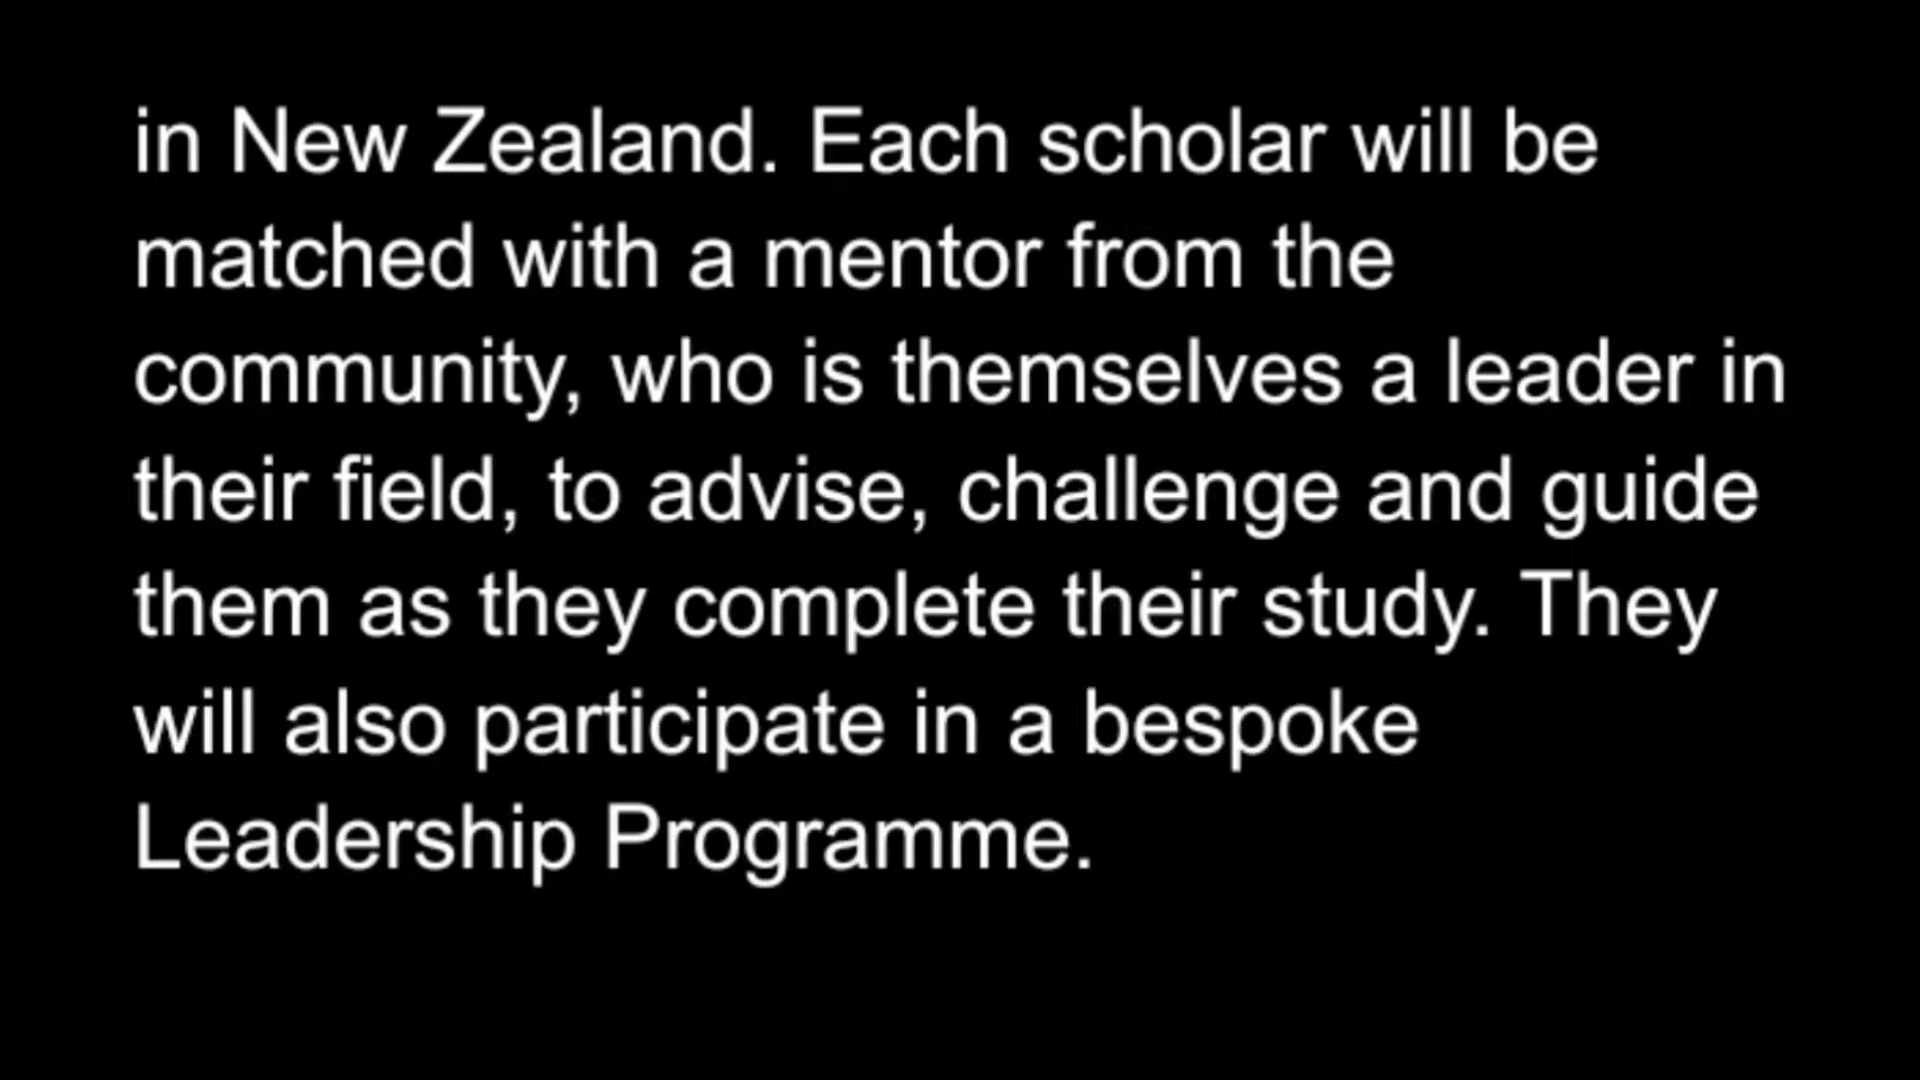 in New Zealand. Each scholar will be
matched with a mentor from the
community, who is themselves a leader in
their field, to advise, challenge and guide
them as they complete their study. They
will also participate in a bespoke
Leadership Programme.